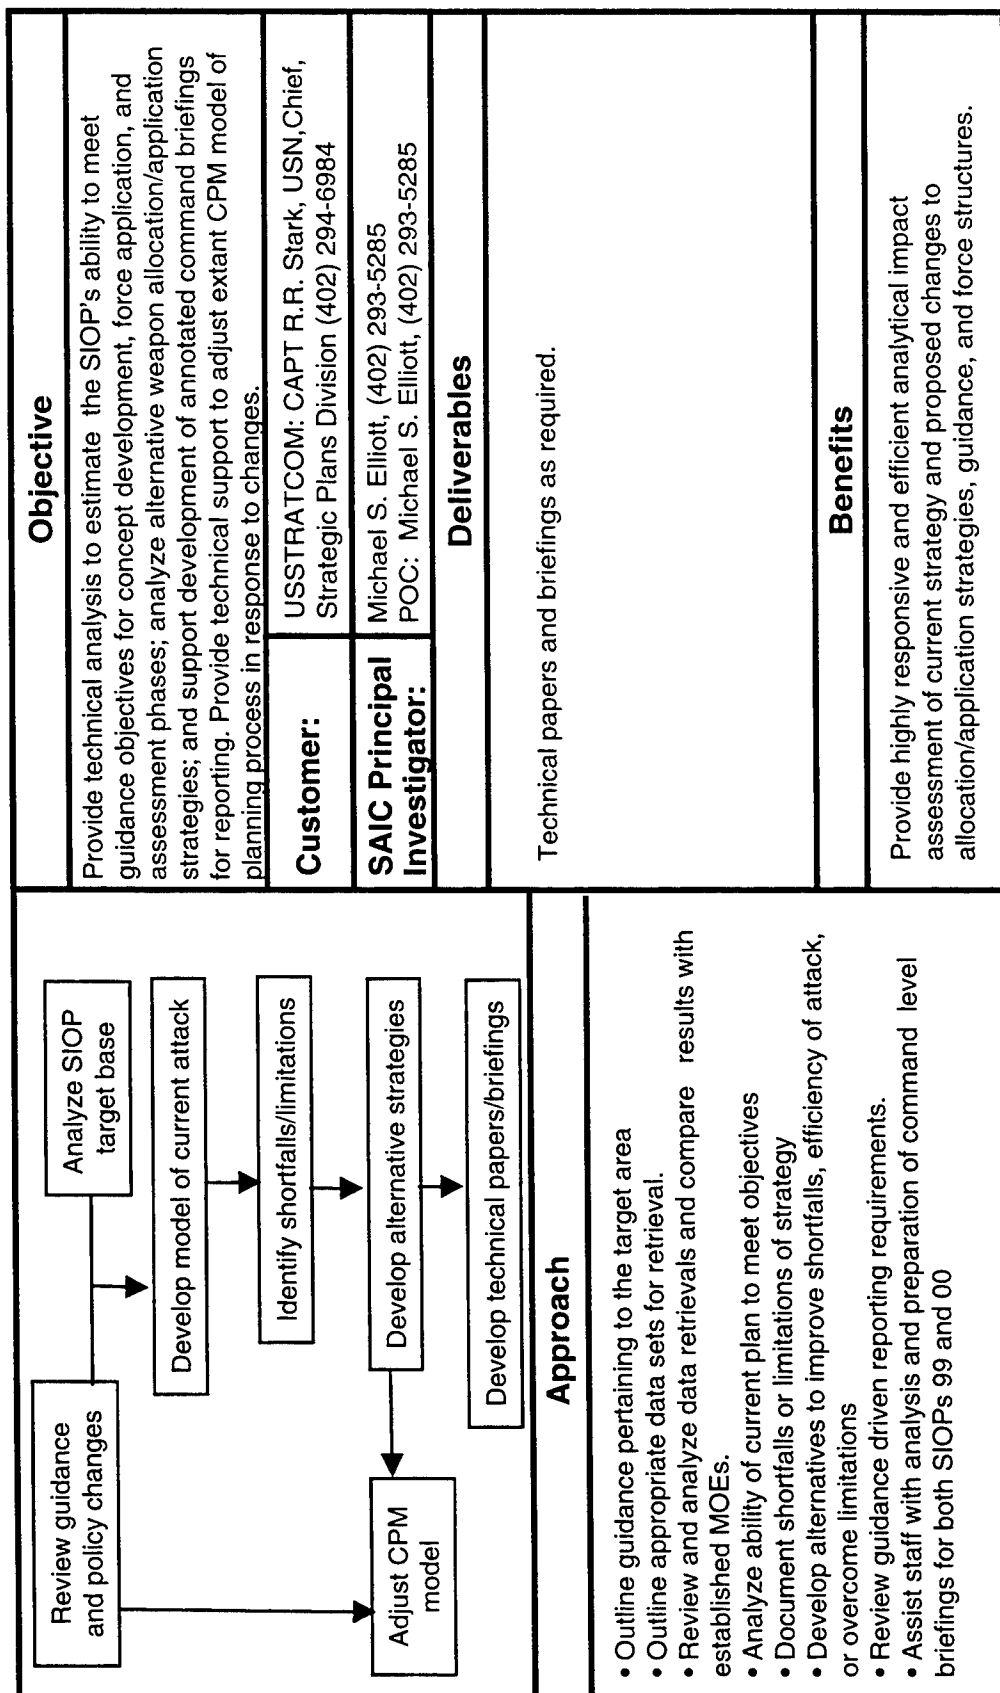 Review guidance
and policy changes
Analyze SIOP
target base
Develop model of current attack
Identify shortfalls/limitations
Develop alternative strategies
Adjust CPM
model
Develop technical papers/briefings
Approach
• Outline guidance pertaining to the target area
• Outline appropriate data sets for retrieval.
• Review and analyze data retrievals and compare results with
established MOEs.
• Analyze ability of current plan to meet objectives
• Document shortfalls or limitations of strategy
• Develop alternatives to improve shortfalls, efficiency of attack,
or overcome limitations
• Review guidance driven reporting requirements.
• Assist staff with analysis and preparation of command level
briefings for both SIOPs 99 and 00
Objective
Provide technical analysis to estimate the SIOP's ability to meet
guidance objectives for concept development, force application, and
assessment phases; analyze alternative weapon allocation/application
strategies; and support development of annotated command briefings
for reporting. Provide technical support to adjust extant CPM model of
planning process in response to changes.
Customer:
USSTRATCOM: CAPT R.R. Stark, USN,Chief,
Strategic Plans Division (402) 294-6984
SAIC Principal
Investigator:
Michael S. Elliott, (402) 293-5285
POC: Michael S. Elliott, (402) 293-5285
Deliverables
Technical papers and briefings as required.
Benefits
Provide highly responsive and efficient analytical impact
assessment of current strategy and proposed changes to
allocation/application strategies, guidance, and force structures.